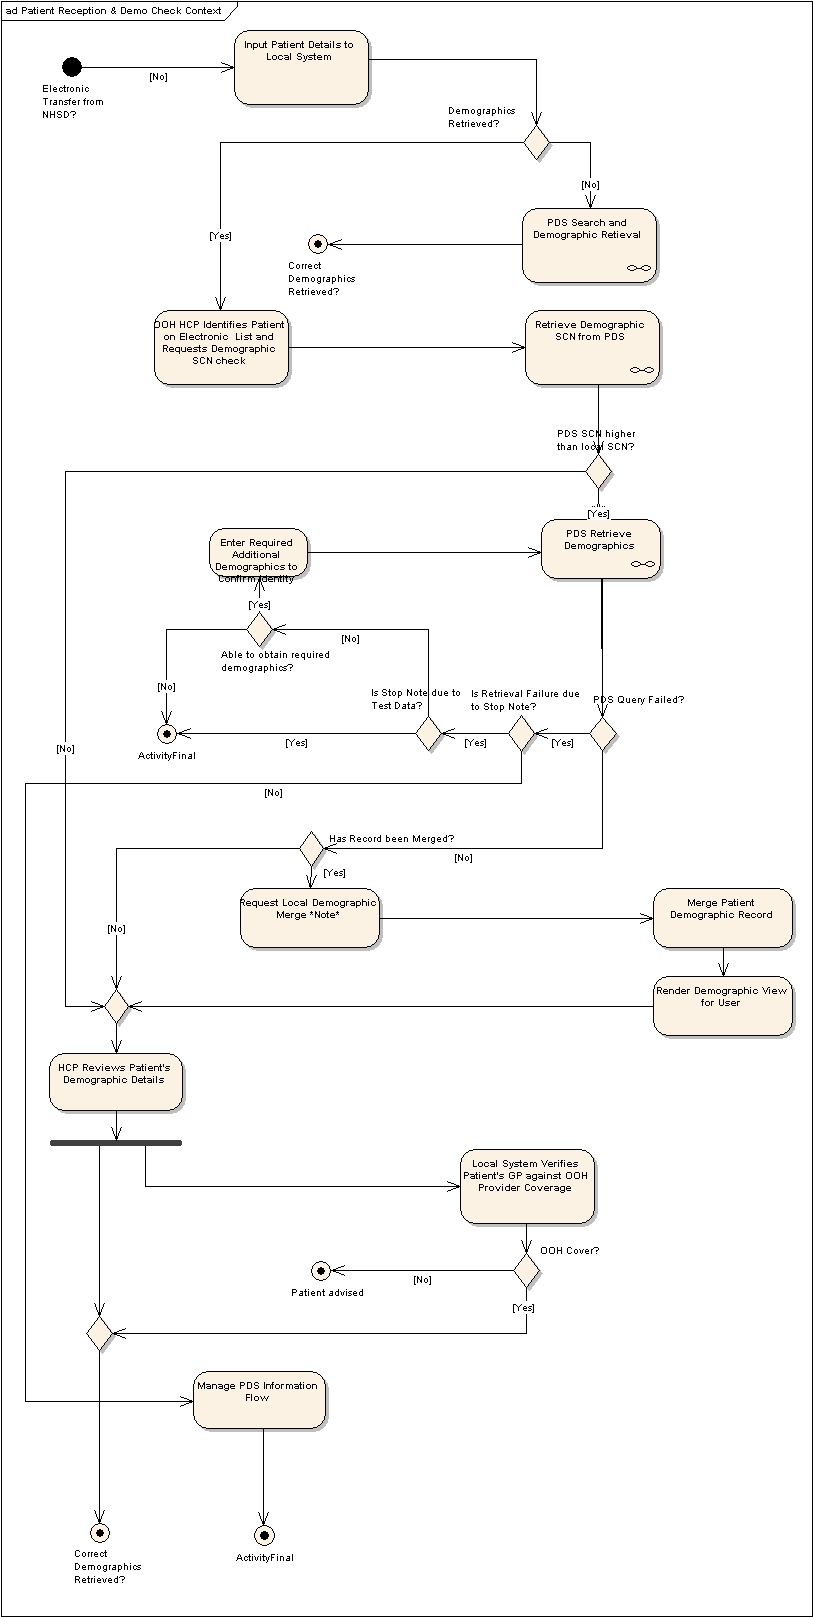 ad Patient Reception & Demo Check Context
Input Patient Details to
Local System
[No]
Electronic
Transfer from
NHSD?
Demographics
Retrieved?
[No]
PDS Search and
Demographic Retieval
[Yes]
Correct
Demographics
Retrieved?
OOH HCP Identifies Patient
on Electronic List and
Requests Demographic
SCN check
Retrieve Demographic
SCN from PDS
PDS SCN higher
than local SCN?
[Yes]
PDS Retrieve
Demographics
Enter Required
Additional
Demographics to
Confirm Identity
[Yes]
[No]
Able to obtain required
demographics?
[No]
Is Stop Note due to
Test Data?
Is Retrieval Failure due
to Stop Note?
PDS Query Failed?
[Yes]
[Yes]
[Yes]
ActivityFinal
[No]
[No]
Has Record been Merged?
[No]
[Yes]
Request Local Demographic
Merge *Note*
Merge Patient
Demographic Record
[No]
Render Demographic View
for User
HCP Reviews Patient's
Demographic Details
Local System Verifies
Patient's GP against OOH
Provider Coverage
OOH Cover?
[No]
Patient advised
[Yes]
Manage PDS Information
Flow
Correct
Demographics
Retrieved?
ActivityFinal